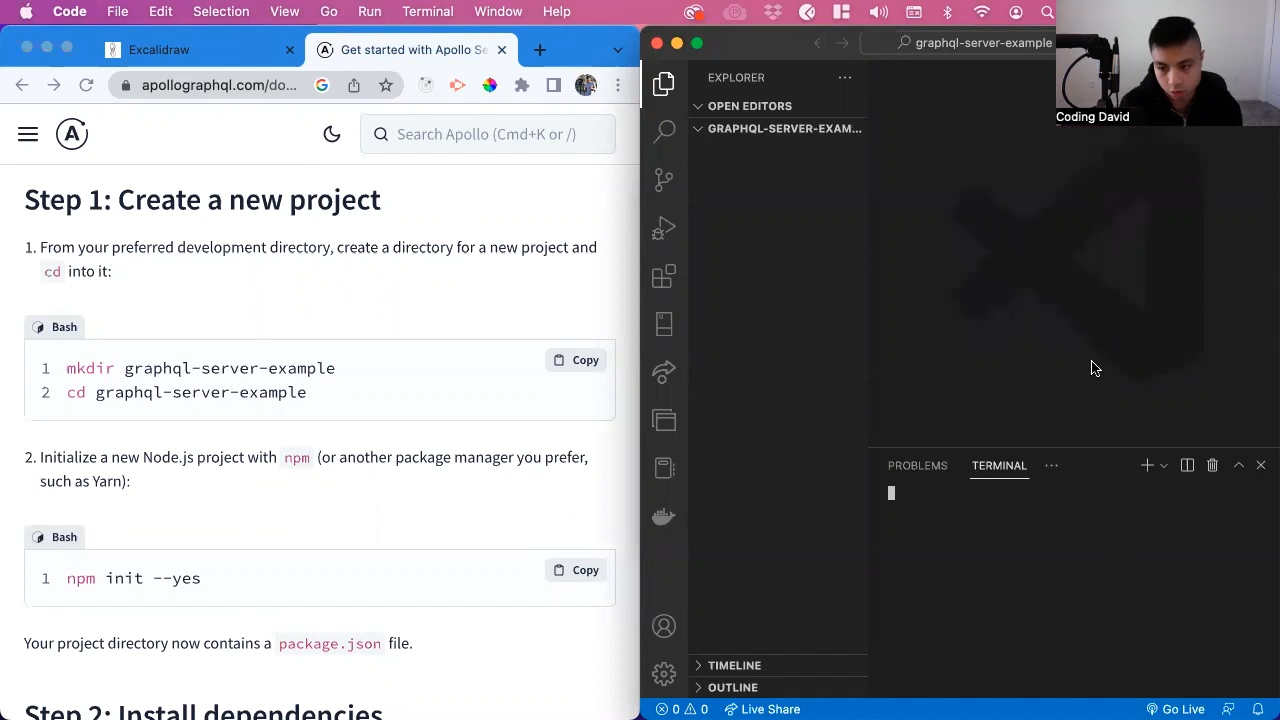 Code File Edit Selection View Go Run Terminal Window Help
Excalidraw
Get started with Apollo Se
apollographql.com/do...
Search Apollo (Cmd+K or /)
Step 1: Create a new project
1. From your preferred development directory, create a directory for a new project and
cd into it:
Bash
Copy
1 mkdir graphql-server-example
2 cd graphql-server-example
2. Initialize a new Node.js project with npm (or another package manager you prefer,
such as Yarn):
Bash
Copy
1 npm init --yes
Your project directory now contains a package.json file.
Step 2: Install dependencies
graphql-server-example
EXPLORER
OPEN EDITORS
GRAPHQL-SERVER-EXAM...
Coding David
PROBLEMS TERMINAL
TIMELINE
OUTLINE
0 0 Live Share
Go Live